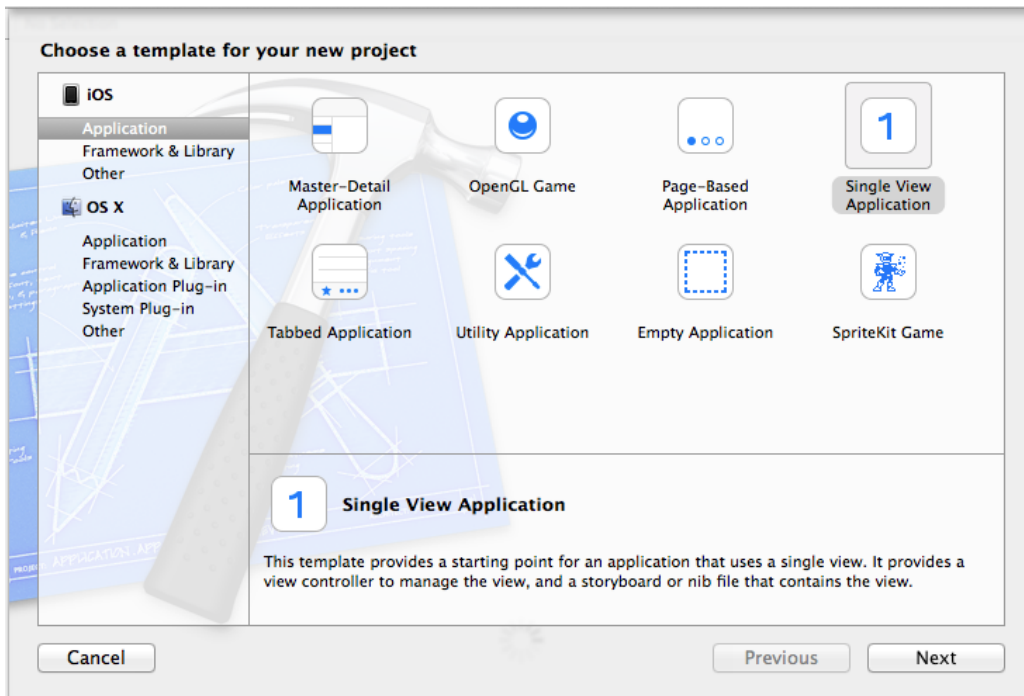 Choose a template for your new project
iOS
Application
Framework & Library
Other
OS X
Application
Framework & Library
Application Plug-in
System Plug-in
Other
Master-Detail
Application
OpenGL Game
Page-Based
Application
1
Single View
Application
Tabbed Application
Utility Application
Empty Application
SpriteKit Game
1
Single View Application
This template provides a starting point for an application that uses a single view. It provides a
view controller to manage the view, and a storyboard or nib file that contains the view.
PROJECT: APPLICATION APP
Cancel
Previous
Next